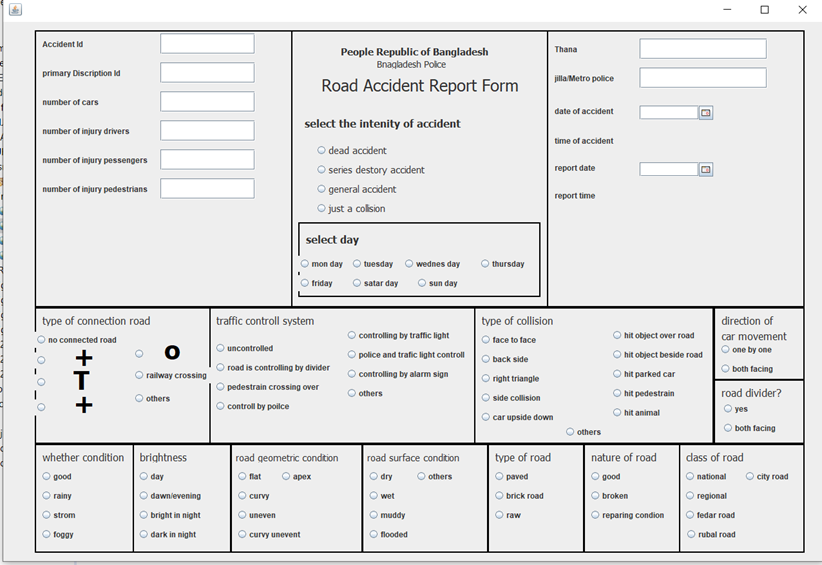 Accident Id
primary Discription Id
number of cars
number of injury drivers
number of injury pessengers
number of injury pedestrians
People Republic of Bangladesh
Bnagladesh Police
Road Accident Report Form
select the intenity of accident
dead accident
series destory accident
general accident
just a collision
select day
mon day tuesday wednes day thursday
friday satar day sun day
Thana
jilla/Metro police
date of accident
time of accident
report date
report time
type of connection road
no connected road
+ o
T railway crossing
+ others
traffic controll system
uncontrolled
road is controlling by divider
pedestrain crossing over
controll by poilce
controlling by traffic light
police and trafic light controll
controlling by alarm sign
others
type of collision
face to face
back side
right triangle
side collision
car upside down
hit object over road
hit object beside road
hit parked car
hit pedestrain
hit animal
others
direction of
car movement
one by one
both facing
road divider?
yes
both facing
whether condition
good
rainy
strom
foggy
brightness
day
dawn/evening
bright in night
dark in night
road geometric condition
flat apex
curvy
uneven
curvy unevent
road surface condition
dry others
wet
muddy
flooded
type of road
paved
brick road
raw
nature of road
good
broken
reparing condion
class of road
national city road
regional
fedar road
rubal road